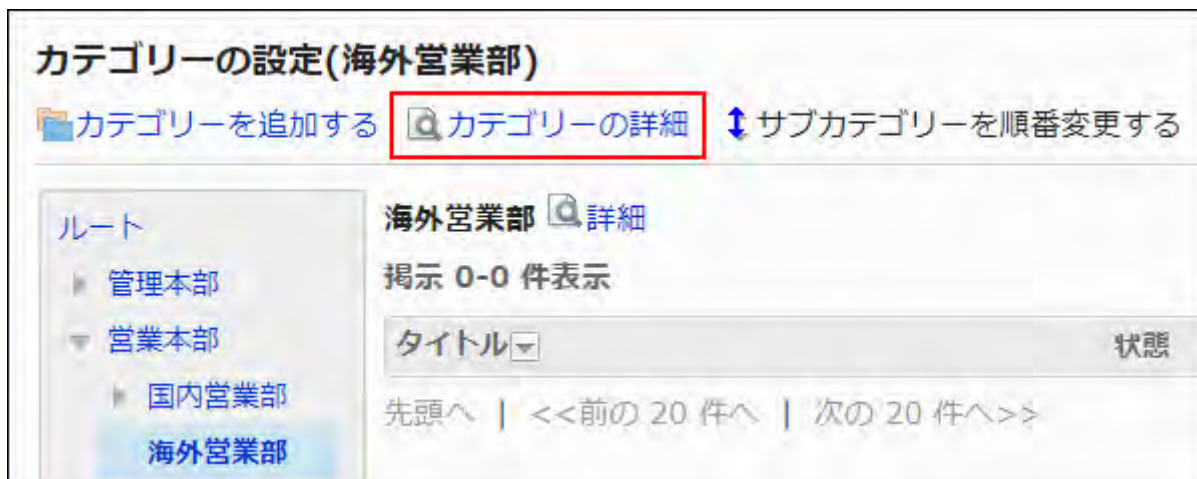 カテゴリーの設定(海外営業部)
カテゴリーを追加する カテゴリーの詳細 サブカテゴリーを順番変更する
ルート
管理本部
営業本部
国内営業部
海外営業部
海外営業部 詳細
掲示 0-0 件表示
タイトル 状態
先頭へ | <<前の 20 件へ | 次の 20 件へ>>